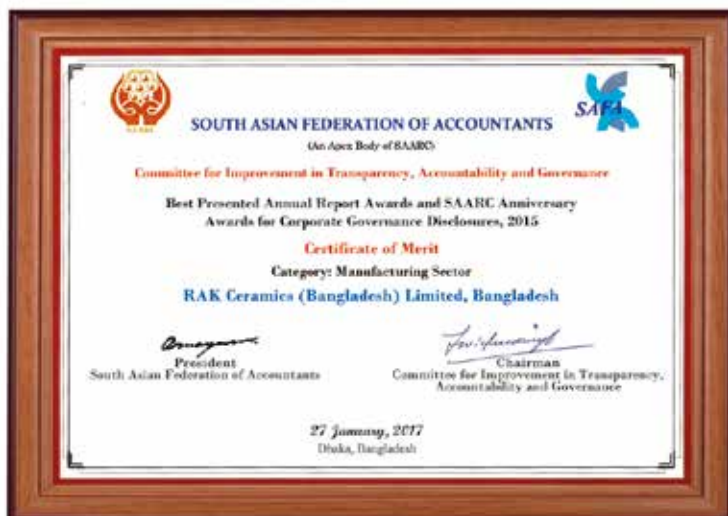 SAFA
SOUTH ASIAN FEDERATION OF ACCOUNTANTS
(An Apex Body of SAARC)
Committee for Improvement in Transparency, Accountability and Governance
Best Presented Annual Report Awards and SAARC Anniversary
Awards for Corporate Governance Disclosures, 2015
Certificate of Merit
Category: Manufacturing Sector
RAK Ceramics (Bangladesh) Limited, Bangladesh
President
South Asian Federation of Accountants
Chairman
Committee for Improvement in Transparency,
Accountability and Governance
27 January, 2017
Dhaka, Bangladesh